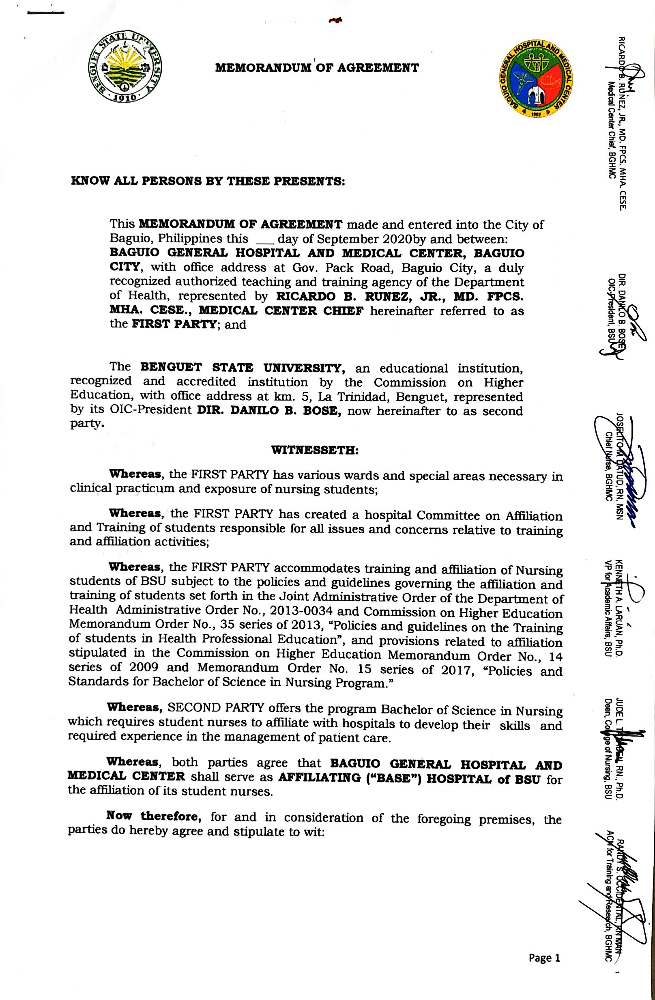 BENGUET STATE UNIVERSITY
· 1916 ·
MEMORANDUM OF AGREEMENT
BAGUIO GENERAL HOSPITAL AND MEDICAL CENTER
1902
KNOW ALL PERSONS BY THESE PRESENTS:
This MEMORANDUM OF AGREEMENT made and entered into the City of
Baguio, Philippines this ___ day of September 2020by and between:
BAGUIO GENERAL HOSPITAL AND MEDICAL CENTER, BAGUIO
CITY, with office address at Gov. Pack Road, Baguio City, a duly
recognized authorized teaching and training agency of the Department
of Health, represented by RICARDO B. RUNEZ, JR., MD. FPCS.
MHA. CESE., MEDICAL CENTER CHIEF hereinafter referred to as
the FIRST PARTY; and
The BENGUET STATE UNIVERSITY, an educational institution,
recognized and accredited institution by the Commission on Higher
Education, with office address at km. 5, La Trinidad, Benguet, represented
by its OIC-President DIR. DANILO B. BOSE, now hereinafter to as second
party.
WITNESSETH:
Whereas, the FIRST PARTY has various wards and special areas necessary in
clinical practicum and exposure of nursing students;
Whereas, the FIRST PARTY has created a hospital Committee on Affiliation
and Training of students responsible for all issues and concerns relative to training
and affiliation activities;
Whereas, the FIRST PARTY accommodates training and affiliation of Nursing
students of BSU subject to the policies and guidelines governing the affiliation and
training of students set forth in the Joint Administrative Order of the Department of
Health Administrative Order No., 2013-0034 and Commission on Higher Education
Memorandum Order No., 35 series of 2013, “Policies and guidelines on the Training
of students in Health Professional Education”, and provisions related to affiliation
stipulated in the Commission on Higher Education Memorandum Order No., 14
series of 2009 and Memorandum Order No. 15 series of 2017, “Policies and
Standards for Bachelor of Science in Nursing Program.”
Whereas, SECOND PARTY offers the program Bachelor of Science in Nursing
which requires student nurses to affiliate with hospitals to develop their skills and
required experience in the management of patient care.
Whereas, both parties agree that BAGUIO GENERAL HOSPITAL AND
MEDICAL CENTER shall serve as AFFILIATING (“BASE”) HOSPITAL of BSU for
the affiliation of its student nurses.
Now therefore, for and in consideration of the foregoing premises, the
parties do hereby agree and stipulate to wit:
Page 1
RICARDO B. RUNEZ, JR., MD. FPCS. MHA. CESE.
Medical Center Chief, BGHMC
DIR. DANILO B. BOSE
OIC-President, BSU
JOSELITO M. DATUD, RN, MSN
Chief Nurse, BGHMC
KENNETH A. LARUAN, Ph.D.
VP for Academic Affairs, BSU
JUDE L. RN., Ph.D.
Dean, College of Nursing, BSU
RANDY S. OCCIDENTAL, RN MAN
ACN for Training and Research, BGHMC